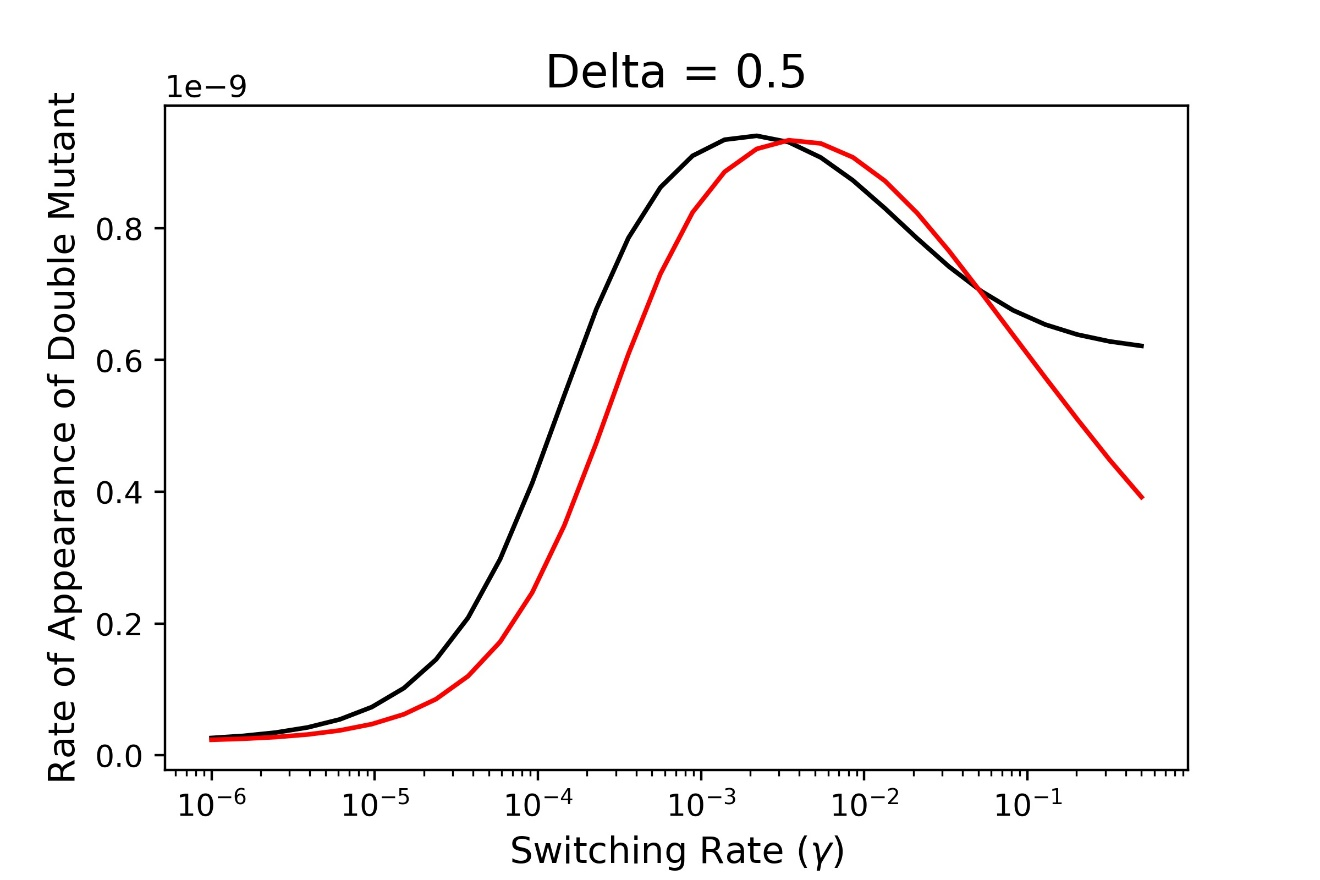 Delta = 0.5
1e−9
Rate of Appearance of Double Mutant
0.8
0.6
0.4
0.2
0.0
10⁻⁶ 10⁻⁵ 10⁻⁴ 10⁻³ 10⁻² 10⁻¹
Switching Rate (γ)